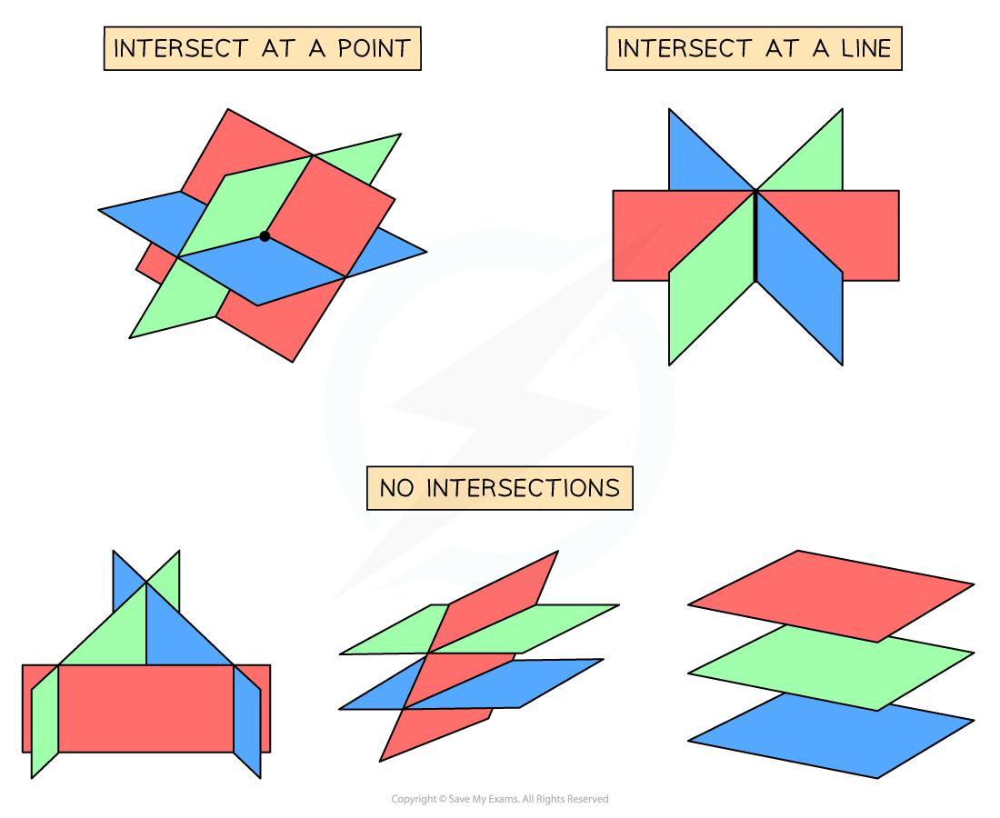 INTERSECT AT A POINT
INTERSECT AT A LINE
NO INTERSECTIONS
Copyright © Save My Exams. All Rights Reserved